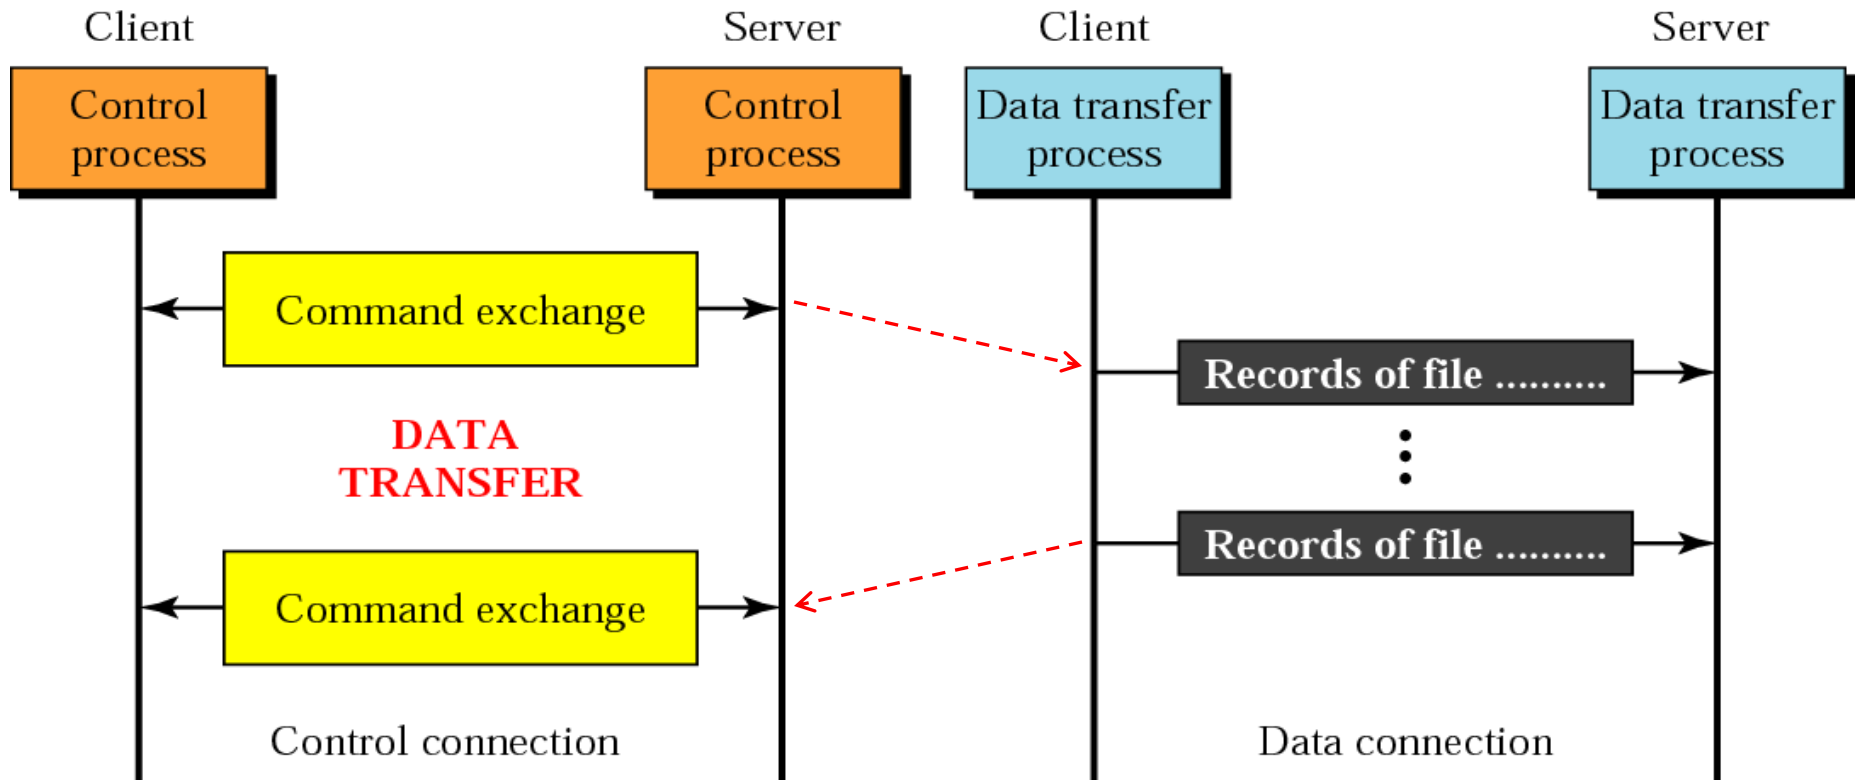 Client
Server
Client
Server
Control
process
Control
process
Data transfer
process
Data transfer
process
Command exchange
Records of file ..........
DATA
TRANSFER
Records of file ..........
Command exchange
Control connection
Data connection